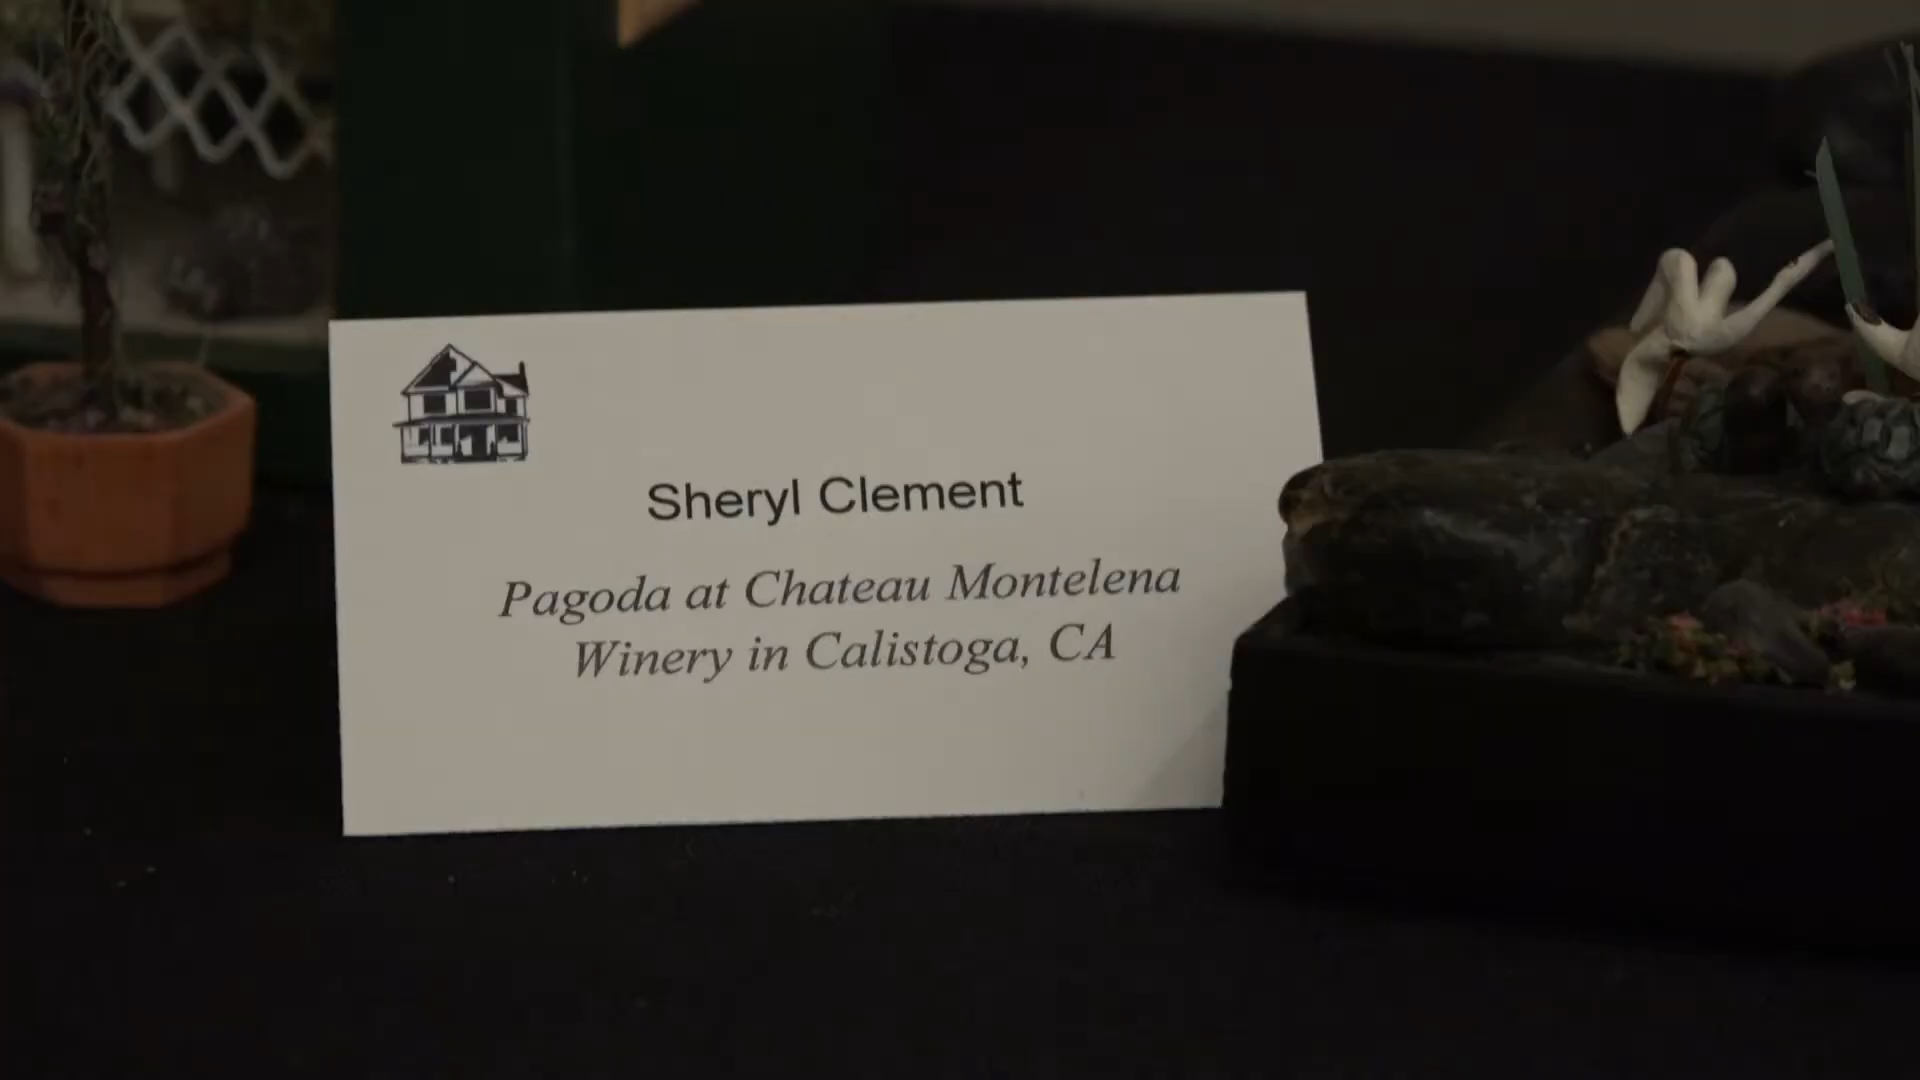 Sheryl Clement
Pagoda at Chateau Montelena
Winery in Calistoga, CA